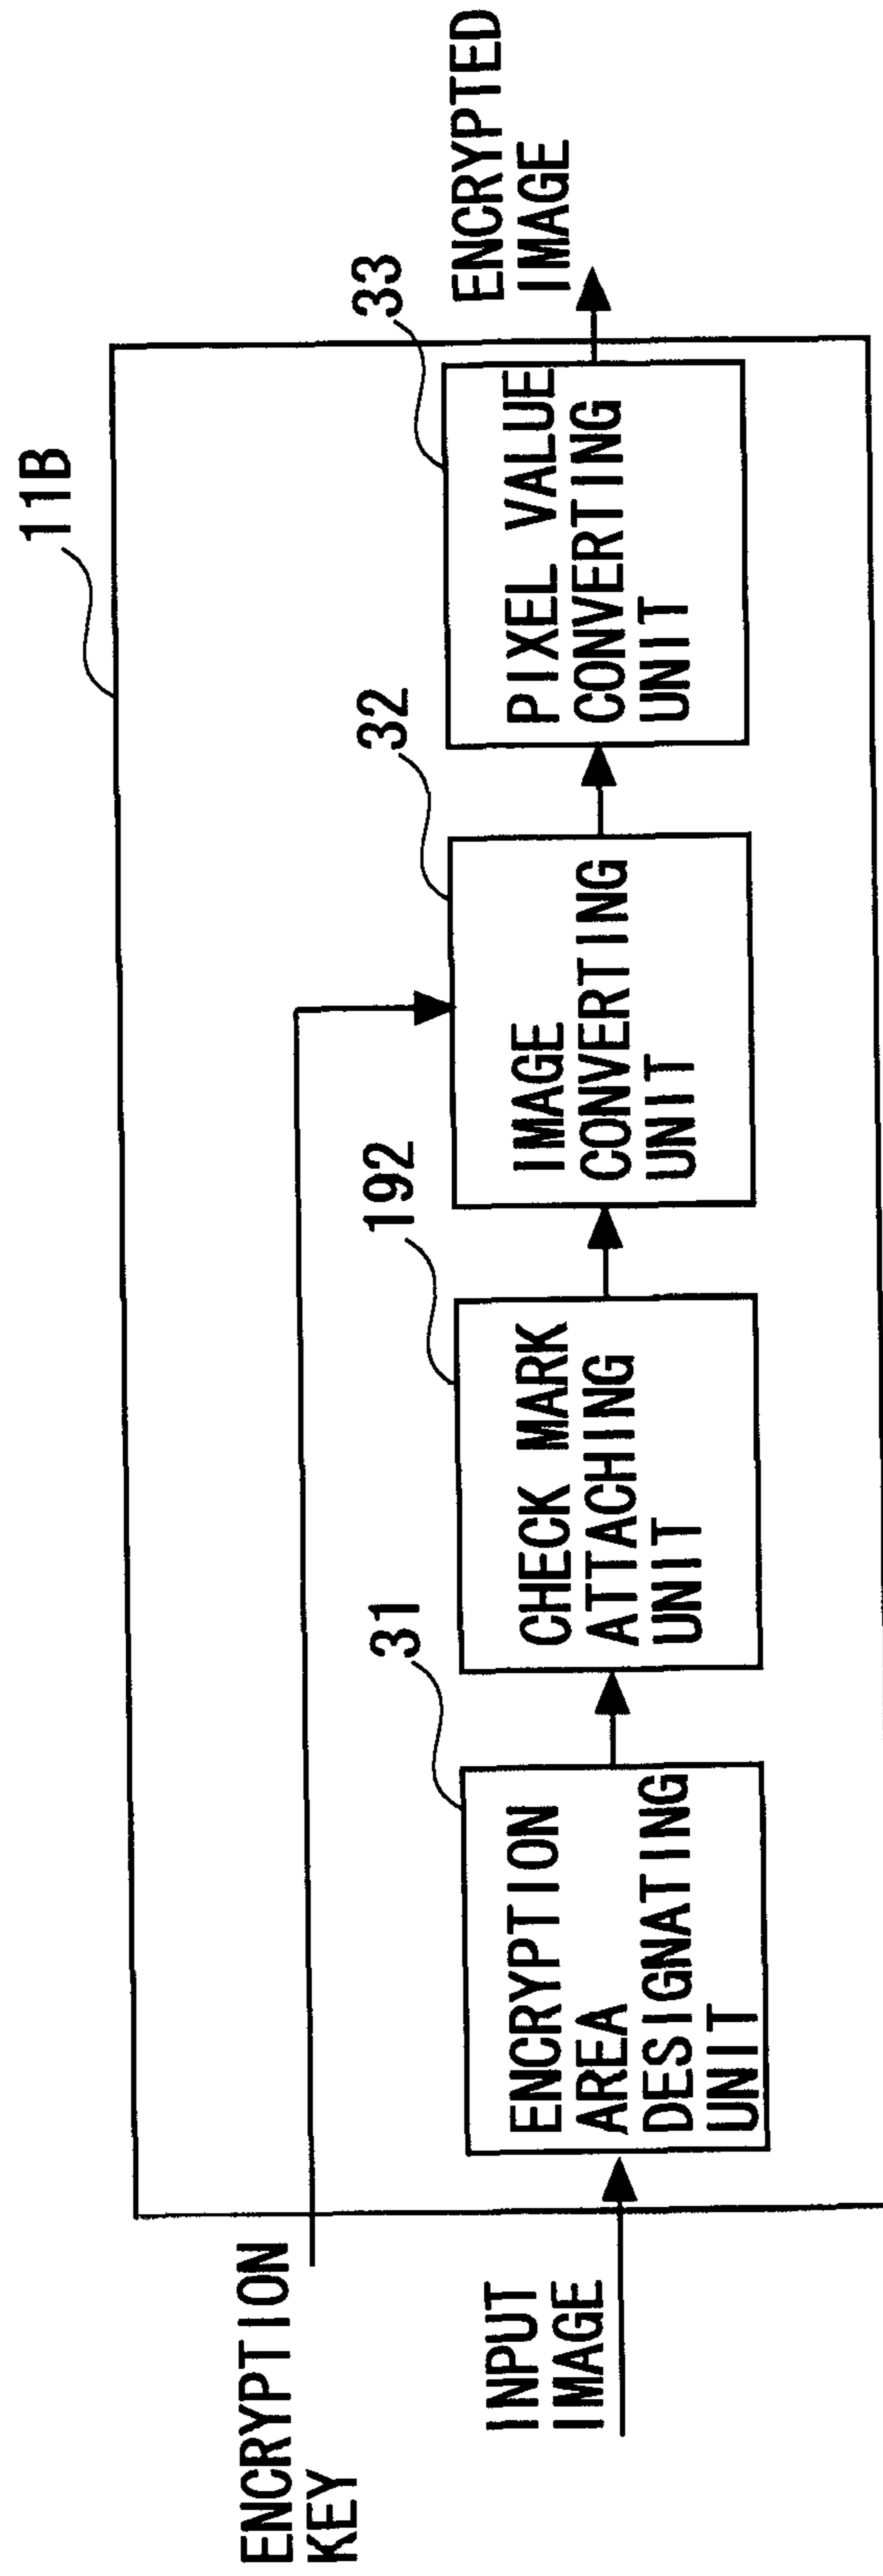 11B
ENCRYPTION
KEY
INPUT
IMAGE
31
ENCRYPTION
AREA
DESIGNATING
UNIT
192
CHECK MARK
ATTACHING
UNIT
32
IMAGE
CONVERTING
UNIT
33
PIXEL VALUE
CONVERTING
UNIT
ENCRYPTED
IMAGE